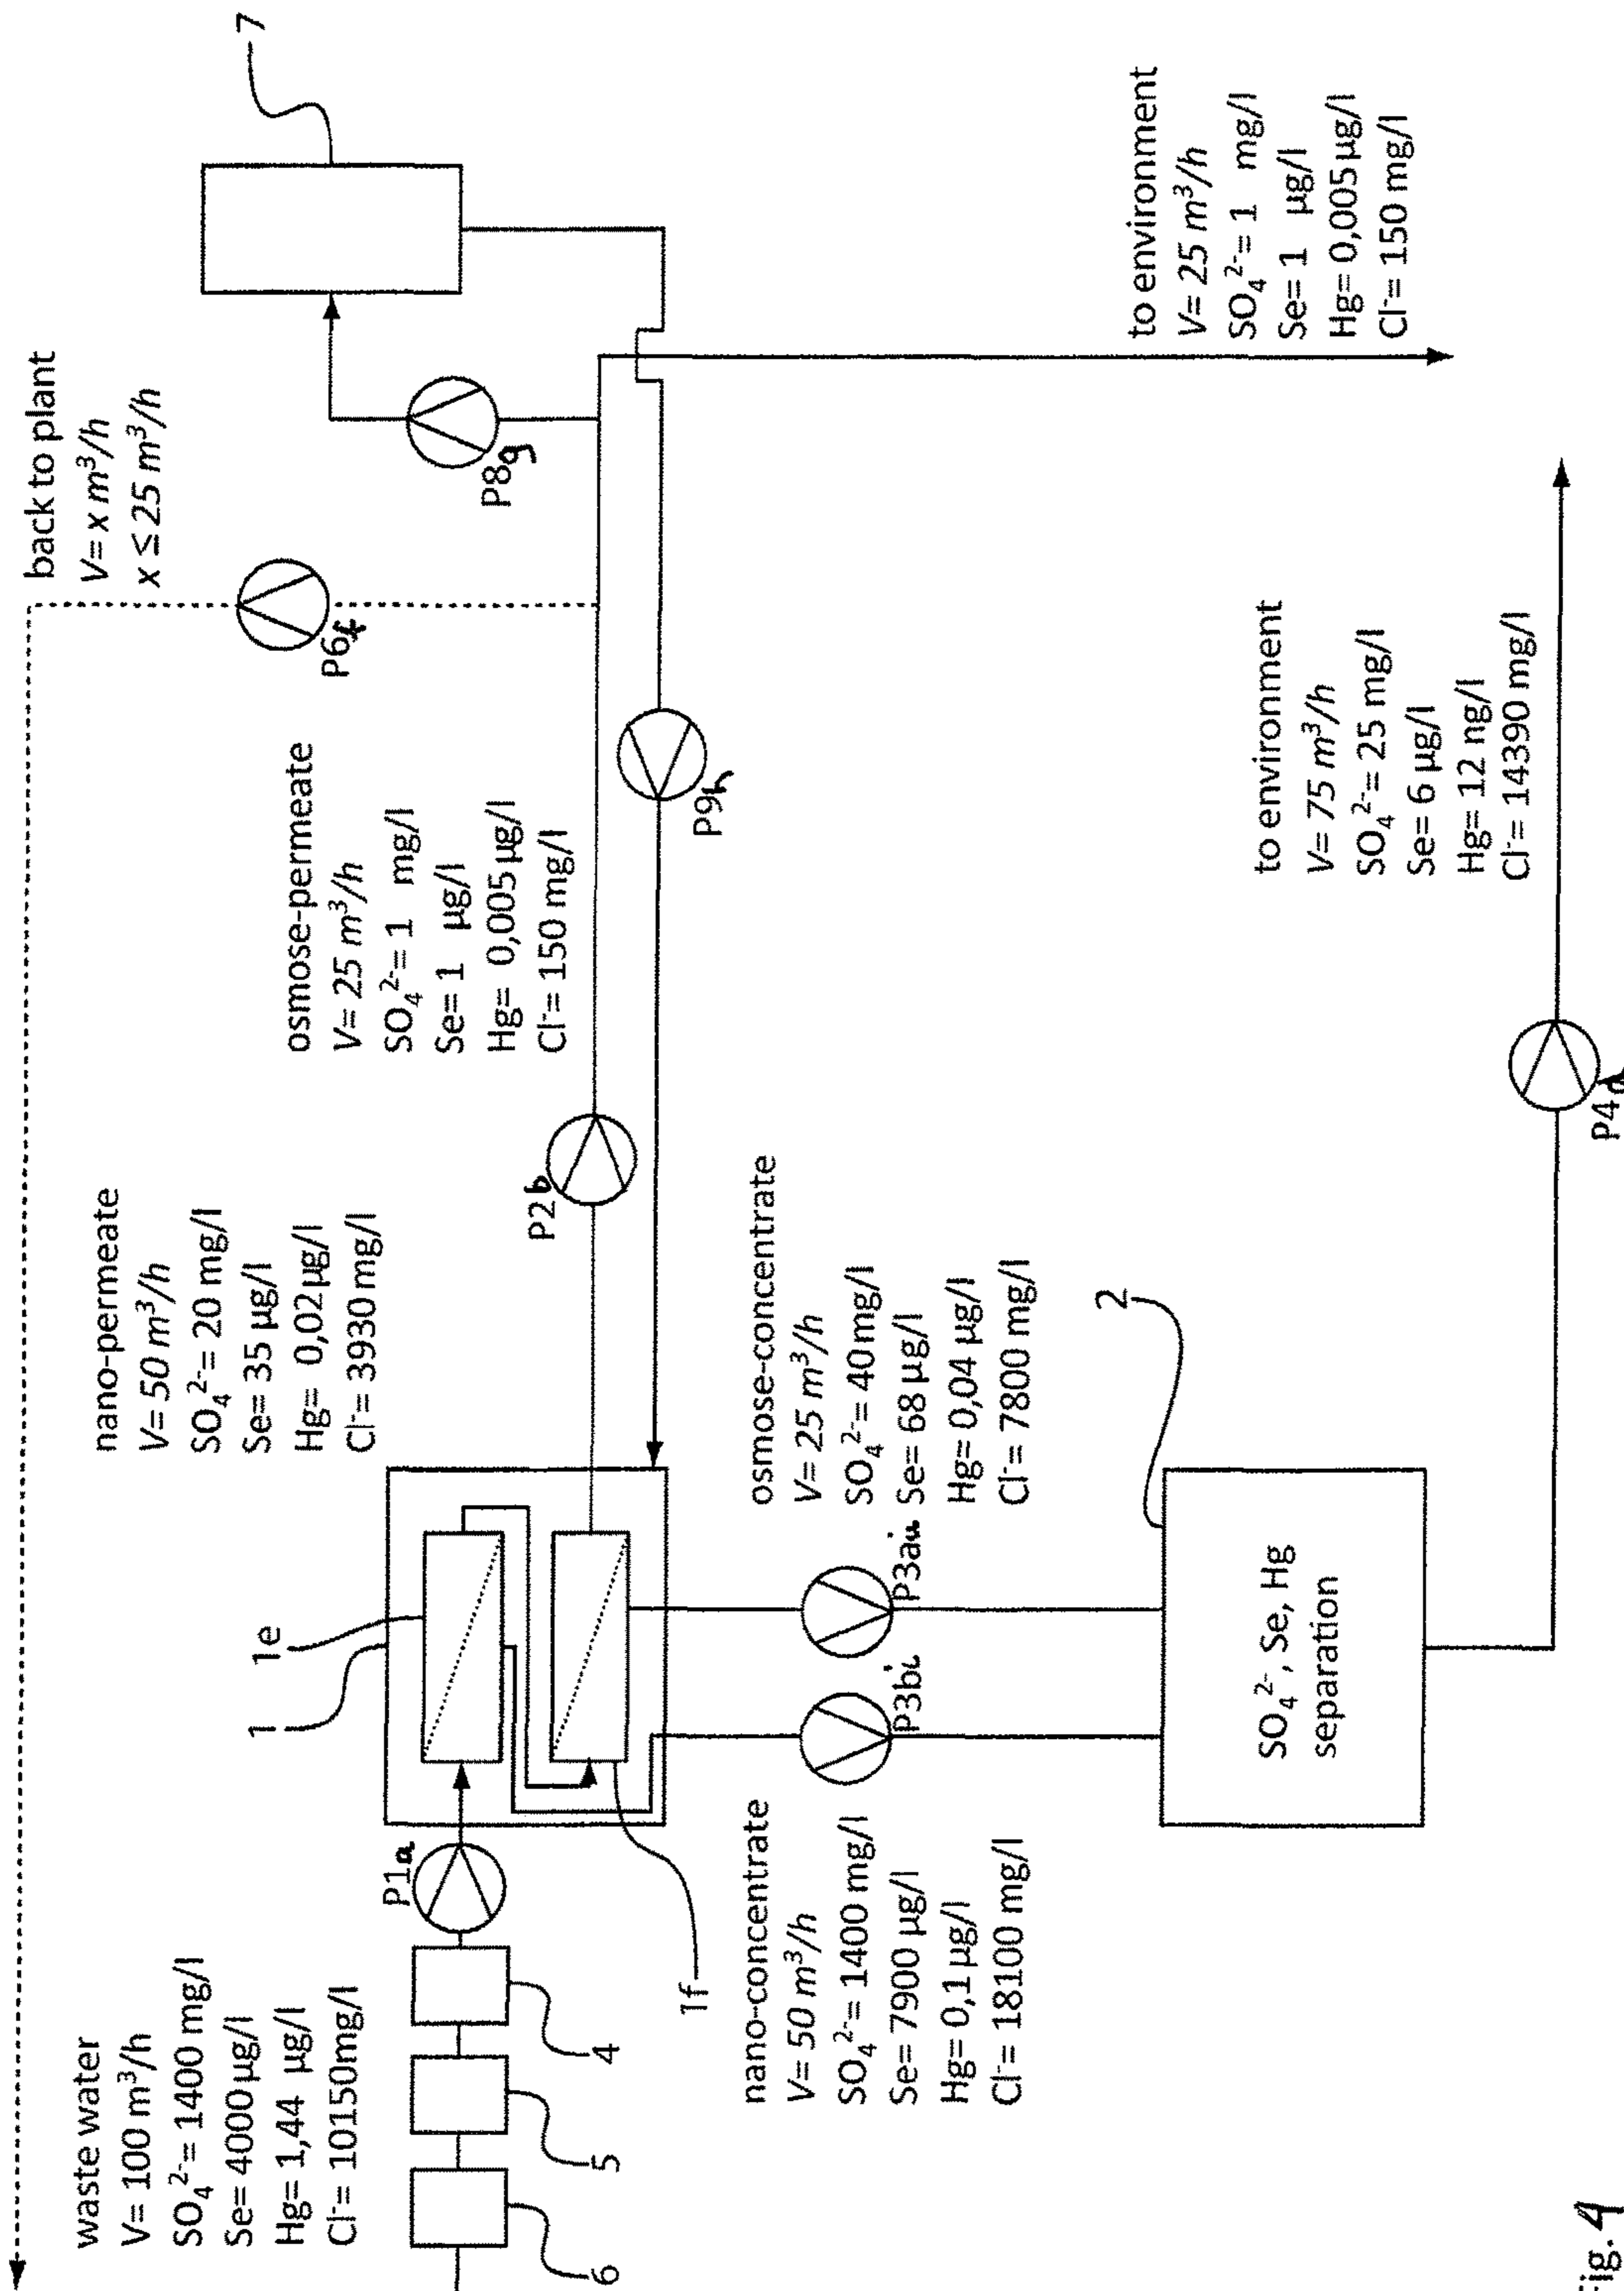 back to plant
V= x m³/h
x ≤ 25 m³/h
7
waste water
V= 100 m³/h
SO₄²⁻= 1400 mg/l
Se= 4000 µg/l
Hg= 1,44 µg/l
Cl⁻= 10150mg/l
nano-permeate
V= 50 m³/h
SO₄²⁻= 20 mg/l
Se= 35 µg/l
Hg= 0,02 µg/l
Cl⁻= 3930 mg/l
osmose-permeate
V= 25 m³/h
SO₄²⁻= 1 mg/l
Se= 1 µg/l
Hg= 0,005 µg/l
Cl⁻= 150 mg/l
1
1e
P6f
P8g
P1a
P2b
P9h
6
5
4
1f
nano-concentrate
V= 50 m³/h
SO₄²⁻= 1400 mg/l
Se= 7900 µg/l
Hg= 0,1 µg/l
Cl⁻= 18100 mg/l
P3bi
P3aii
osmose-concentrate
V= 25 m³/h
SO₄²⁻= 40 mg/l
Se= 68 µg/l
Hg= 0,04 µg/l
Cl⁻= 7800 mg/l
to environment
V= 25 m³/h
SO₄²⁻= 1 mg/l
Se= 1 µg/l
Hg= 0,005 µg/l
Cl⁻= 150 mg/l
2
SO₄²⁻, Se, Hg
separation
to environment
V= 75 m³/h
SO₄²⁻= 25 mg/l
Se= 6 µg/l
Hg= 12 ng/l
Cl⁻= 14390 mg/l
P4d
Fig. 4